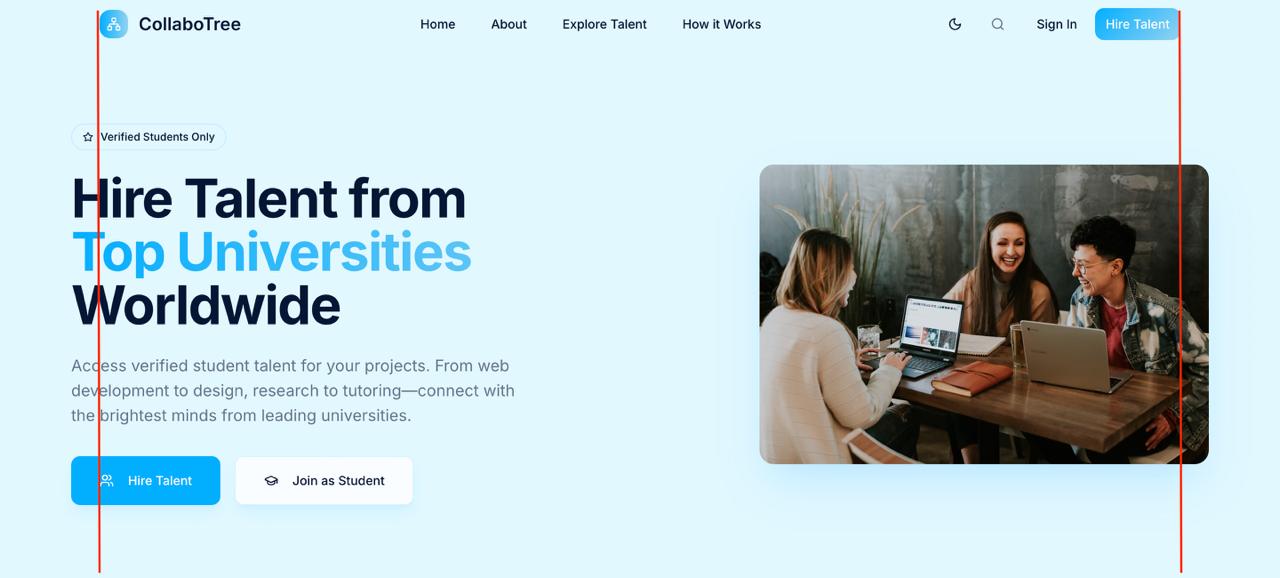 CollaboTree
Home
About
Explore Talent
How it Works
Sign In
Hire Talent
Verified Students Only
Hire Talent from
Top Universities
Worldwide
Access verified student talent for your projects. From web
development to design, research to tutoring—connect with
the brightest minds from leading universities.
Hire Talent
Join as Student